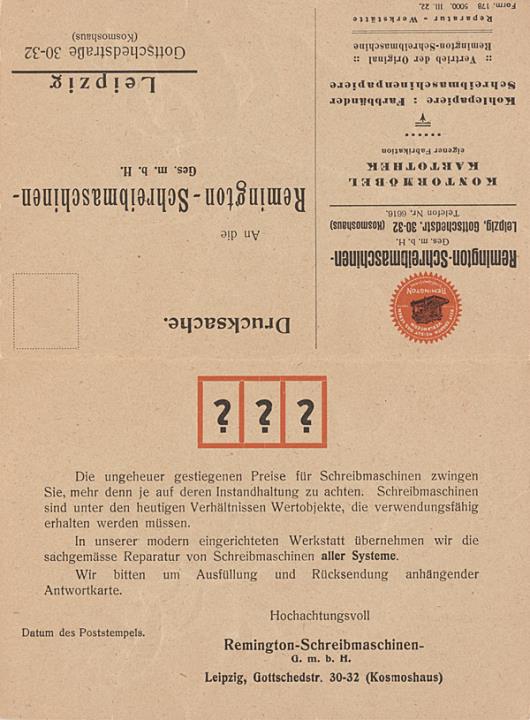 Remington-Schreibmaschinen-
Ges. m. b. H.
Leipzig, Gottschedstr. 30-32 (Kosmoshaus)
Telefon Nr. 6616.
KONTORMÖBEL
KARTOTHEK
eigener Fabrikation
Kohlepapiere : Farbbänder
Schreibmaschinenpapiere
:: Vertrieb der Original ::
Remington-Schreibmaschine
Reparatur - Werkstätte
Form. 178 5000. III. 22.
REMINGTON
Drucksache.
An die
Remington - Schreibmaschinen-
Ges. m. b. H.
Leipzig
Gottschedstraße 30-32
(Kosmoshaus)
? ? ?
Die ungeheuer gestiegenen Preise für Schreibmaschinen zwingen
Sie, mehr denn je auf deren Instandhaltung zu achten. Schreibmaschinen
sind unter den heutigen Verhältnissen Wertobjekte, die verwendungsfähig
erhalten werden müssen.
In unserer modern eingerichteten Werkstatt übernehmen wir die
sachgemässe Reparatur von Schreibmaschinen aller Systeme.
Wir bitten um Ausfüllung und Rücksendung anhängender
Antwortkarte.
Hochachtungsvoll
Datum des Poststempels.
Remington-Schreibmaschinen-
G. m. b. H.
Leipzig, Gottschedstr. 30-32 (Kosmoshaus)